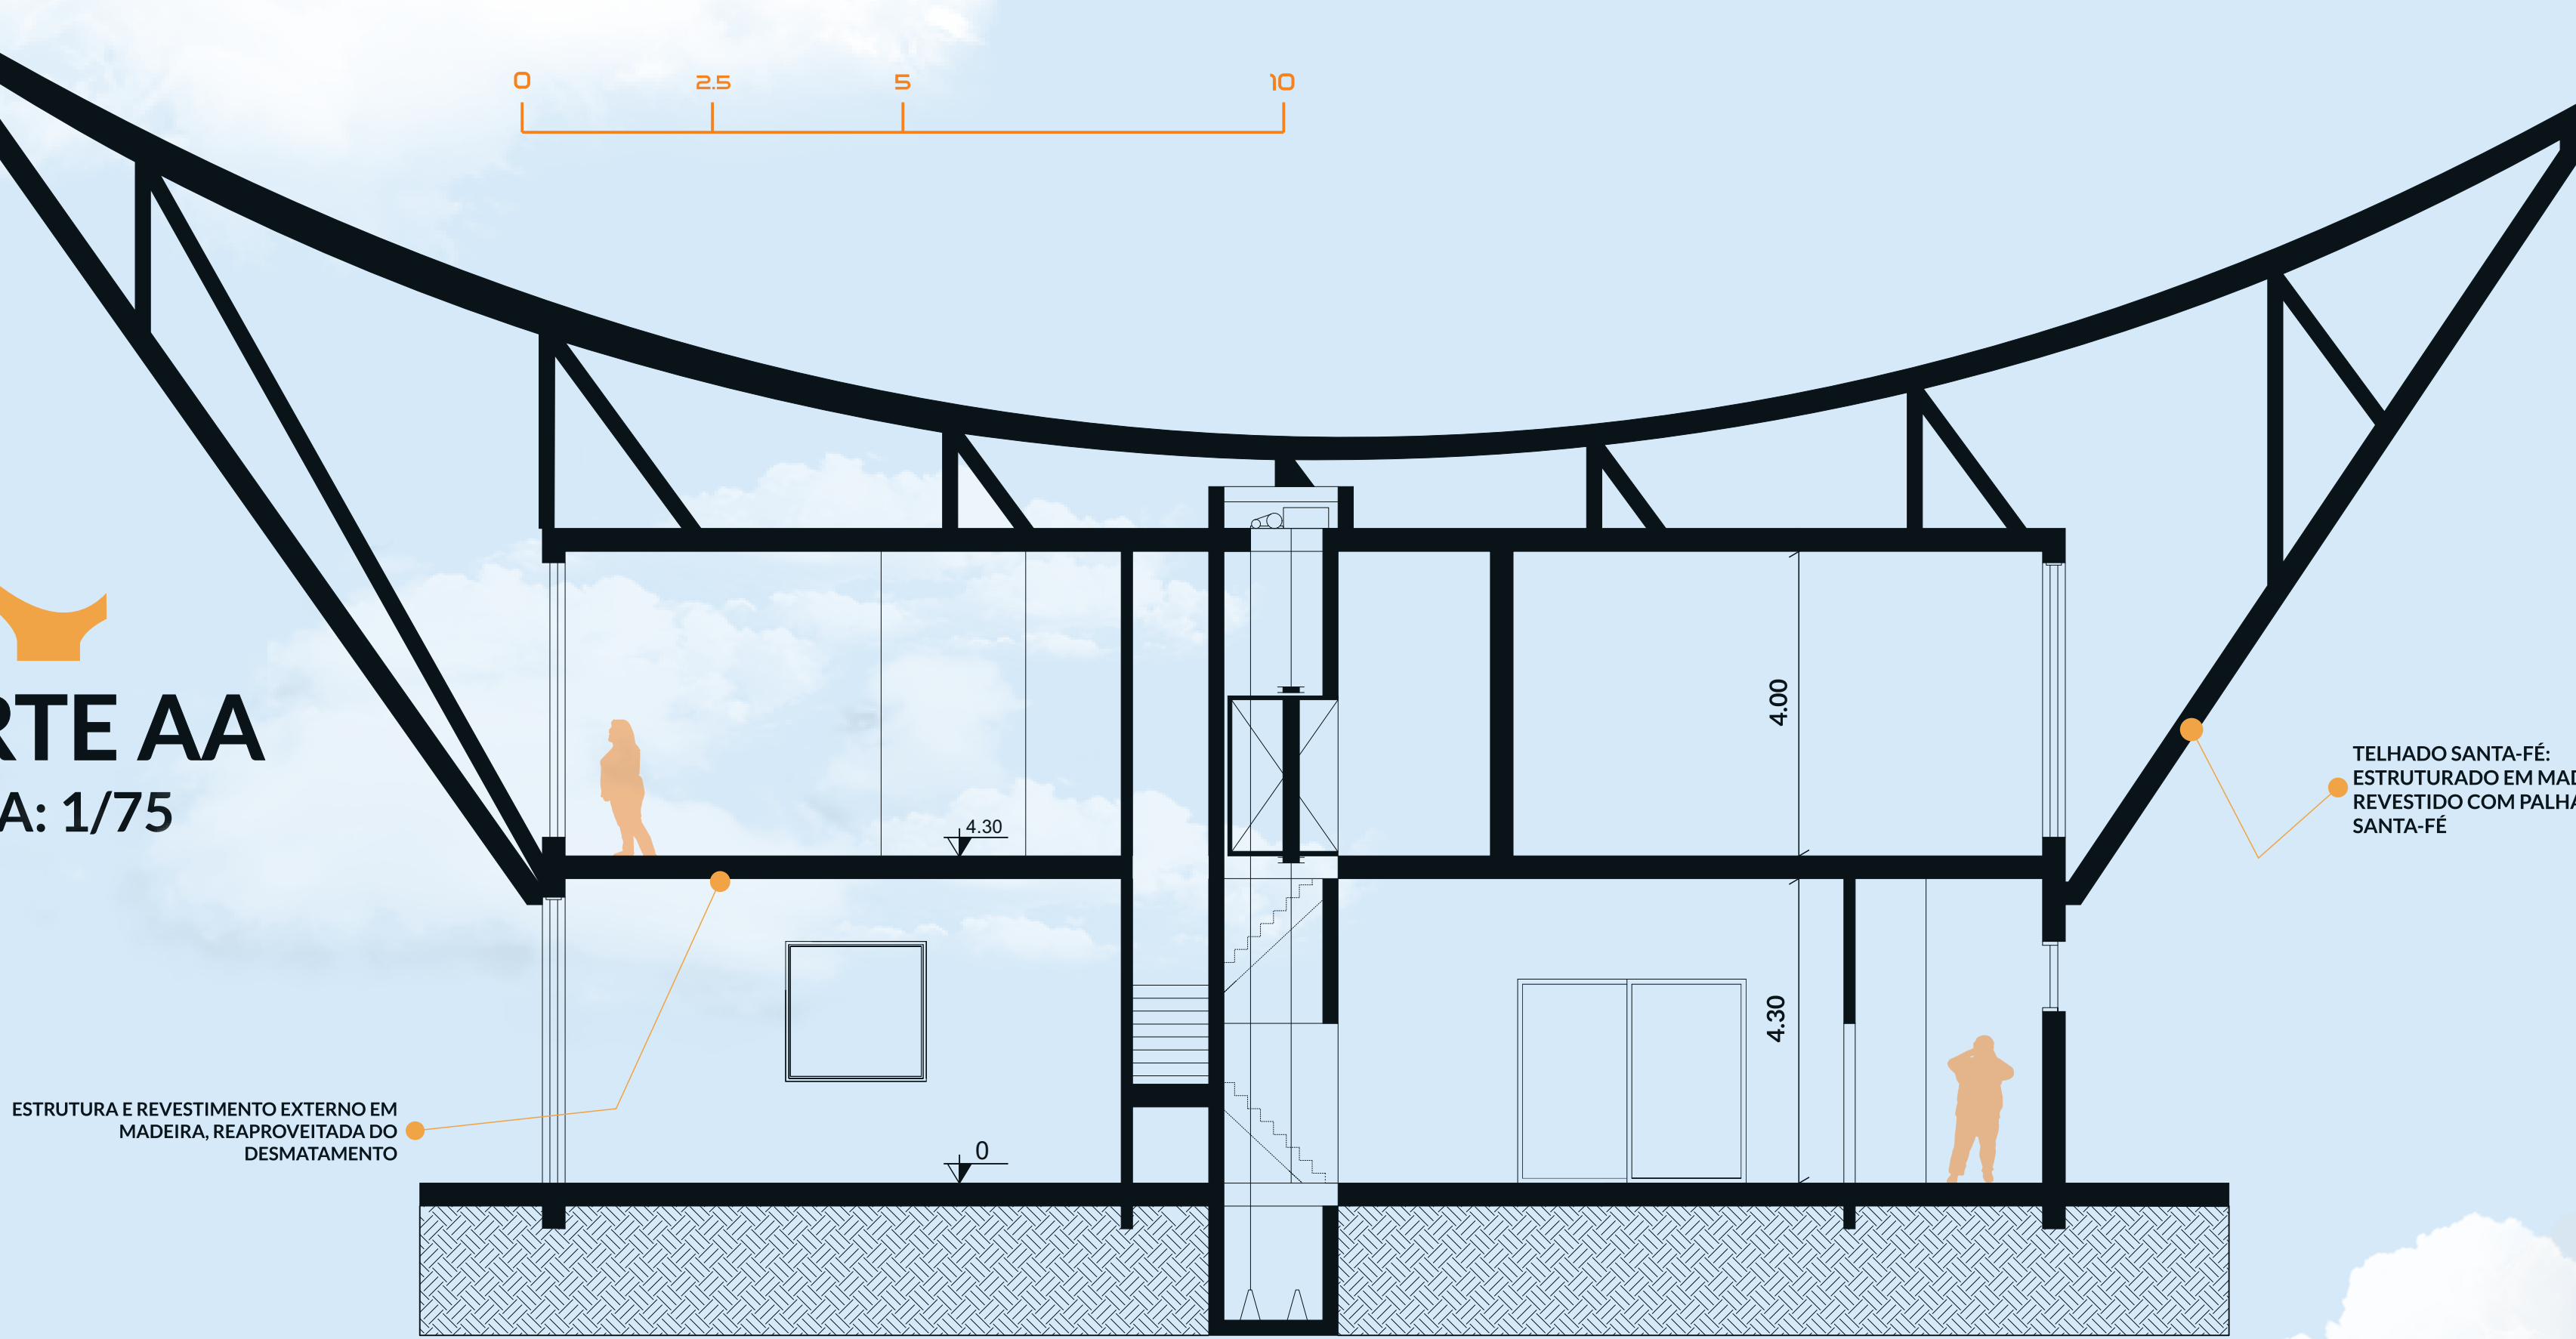 0 2.5 5 10
RTE AA
A: 1/75
4.00
4.30
TELHADO SANTA-FÉ:
ESTRUTURADO EM MAD
REVESTIDO COM PALHA
SANTA-FÉ
4.30
ESTRUTURA E REVESTIMENTO EXTERNO EM
MADEIRA, REAPROVEITADA DO
DESMATAMENTO
0